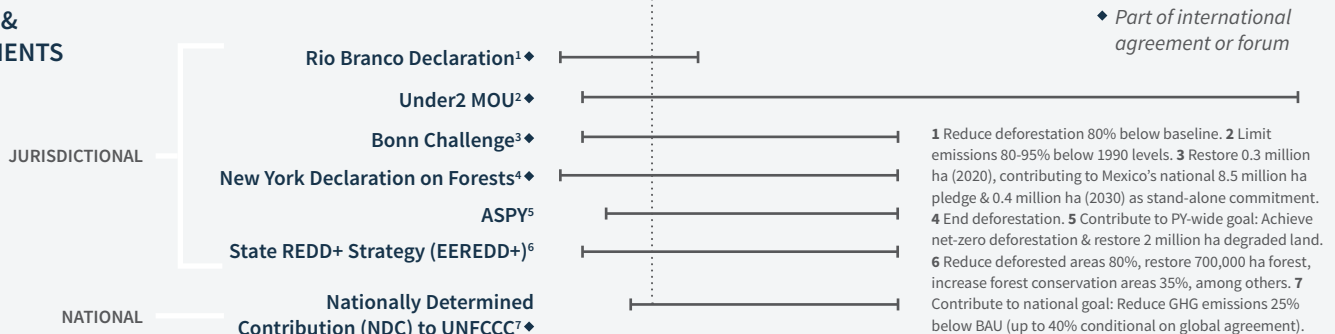 &
MENTS
◆ Part of international
agreement or forum
Rio Branco Declaration¹ ◆
Under2 MOU² ◆
Bonn Challenge³ ◆
JURISDICTIONAL
New York Declaration on Forests⁴ ◆
ASPY⁵
State REDD+ Strategy (EEREDD+)⁶
NATIONAL
Nationally Determined
Contribution (NDC) to UNFCCC⁷ ◆
1 Reduce deforestation 80% below baseline. 2 Limit
emissions 80-95% below 1990 levels. 3 Restore 0.3 million
ha (2020), contributing to Mexico’s national 8.5 million ha
pledge & 0.4 million ha (2030) as stand-alone commitment.
4 End deforestation. 5 Contribute to PY-wide goal: Achieve
net-zero deforestation & restore 2 million ha degraded land.
6 Reduce deforested areas 80%, restore 700,000 ha forest,
increase forest conservation areas 35%, among others. 7
Contribute to national goal: Reduce GHG emissions 25%
below BAU (up to 40% conditional on global agreement).